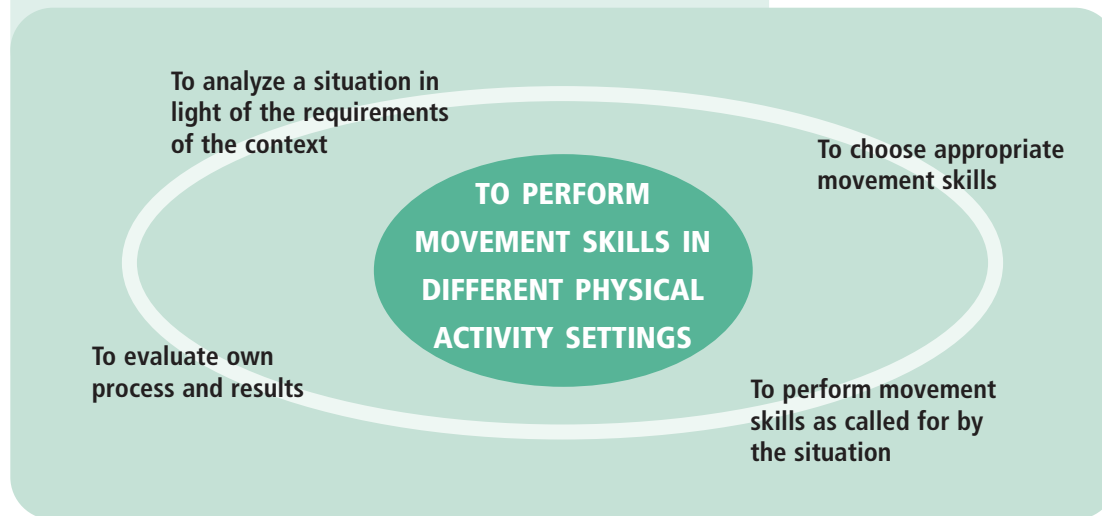 To analyze a situation in
light of the requirements
of the context
To choose appropriate
movement skills
TO PERFORM
MOVEMENT SKILLS IN
DIFFERENT PHYSICAL
ACTIVITY SETTINGS
To evaluate own
process and results
To perform movement
skills as called for by
the situation